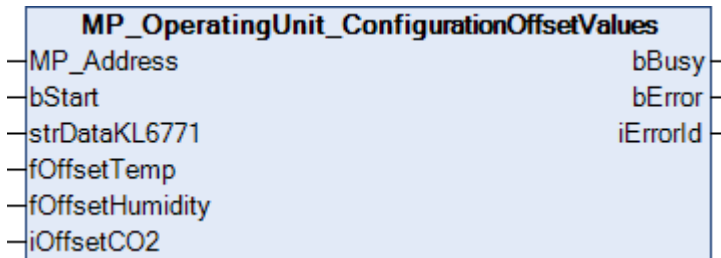 MP_OperatingUnit_ConfigurationOffsetValues
MP_Address bBusy
bStart bError
strDataKL6771 iErrorId
fOffsetTemp
fOffsetHumidity
iOffsetCO2